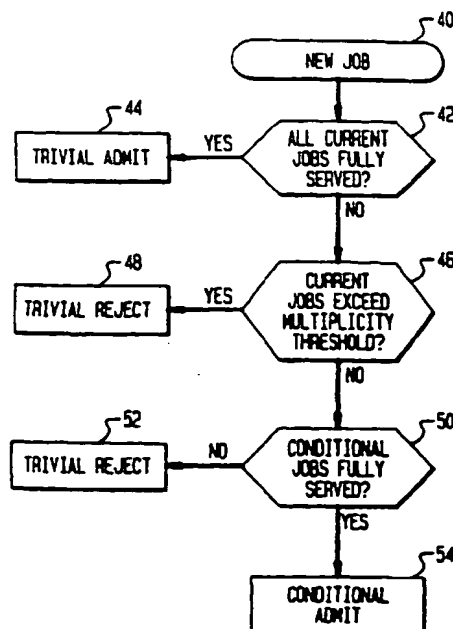 40
NEW JOB
44
42
TRIVIAL ADMIT
YES
ALL CURRENT
JOBS FULLY
SERVED?
NO
48
46
TRIVIAL REJECT
YES
CURRENT
JOBS EXCEED
MULTIPLICITY
THRESHOLD?
NO
52
50
TRIVIAL REJECT
NO
CONDITIONAL
JOBS FULLY
SERVED?
YES
54
CONDITIONAL
ADMIT